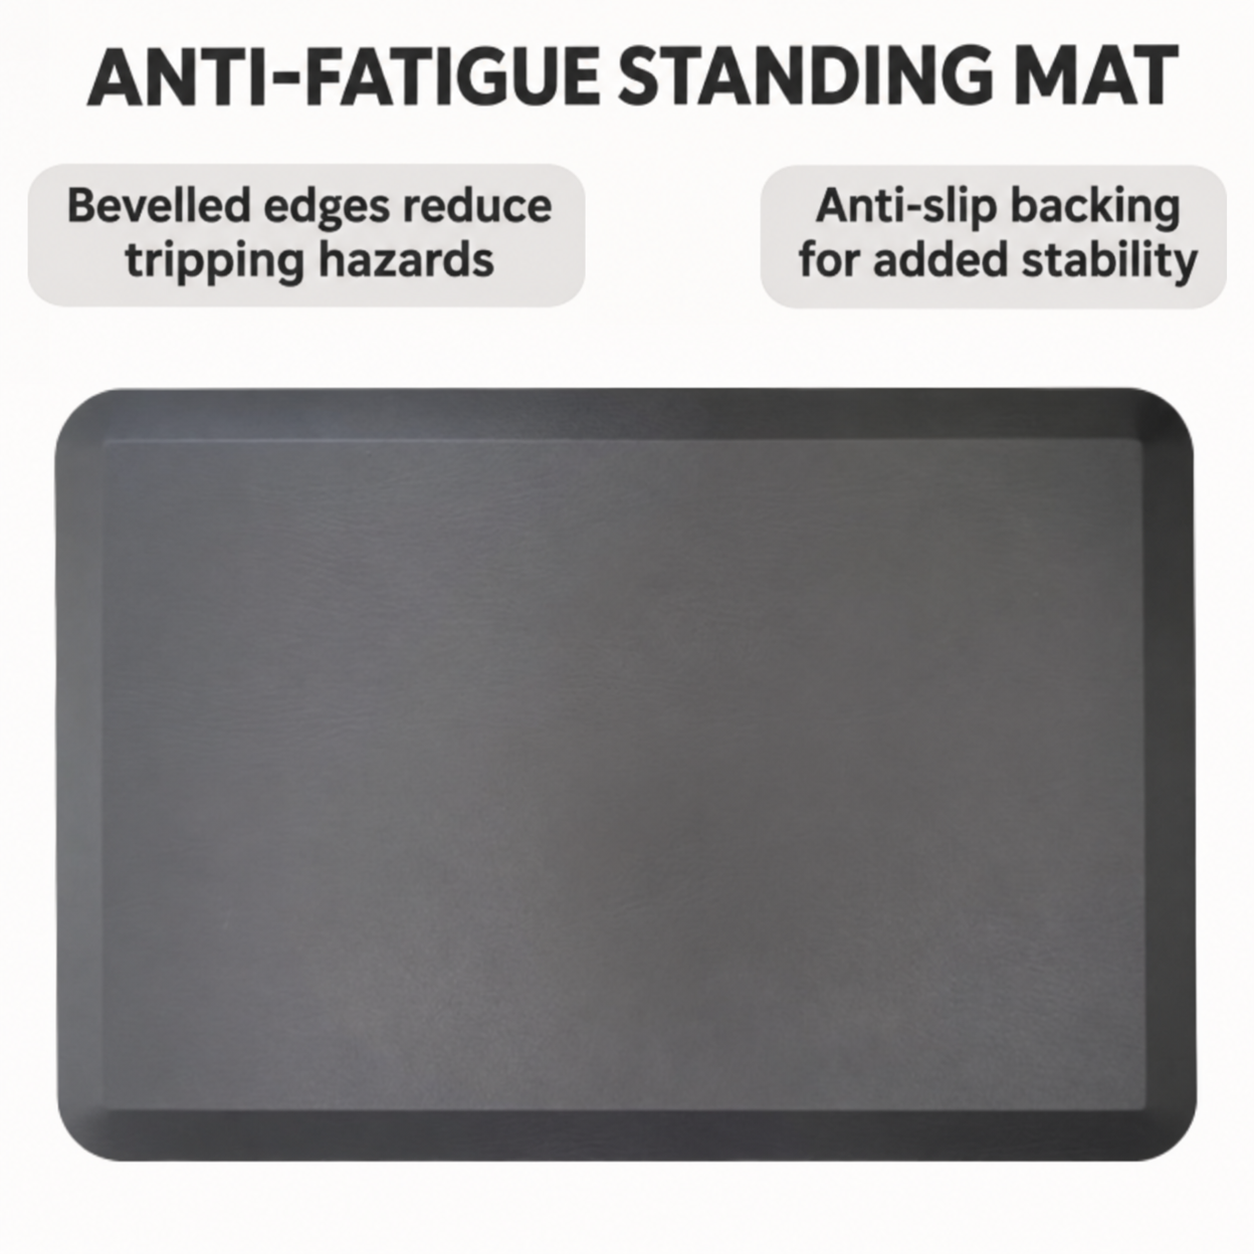 ANTI-FATIGUE STANDING MAT
Bevelled edges reduce
tripping hazards
Anti-slip backing
for added stability